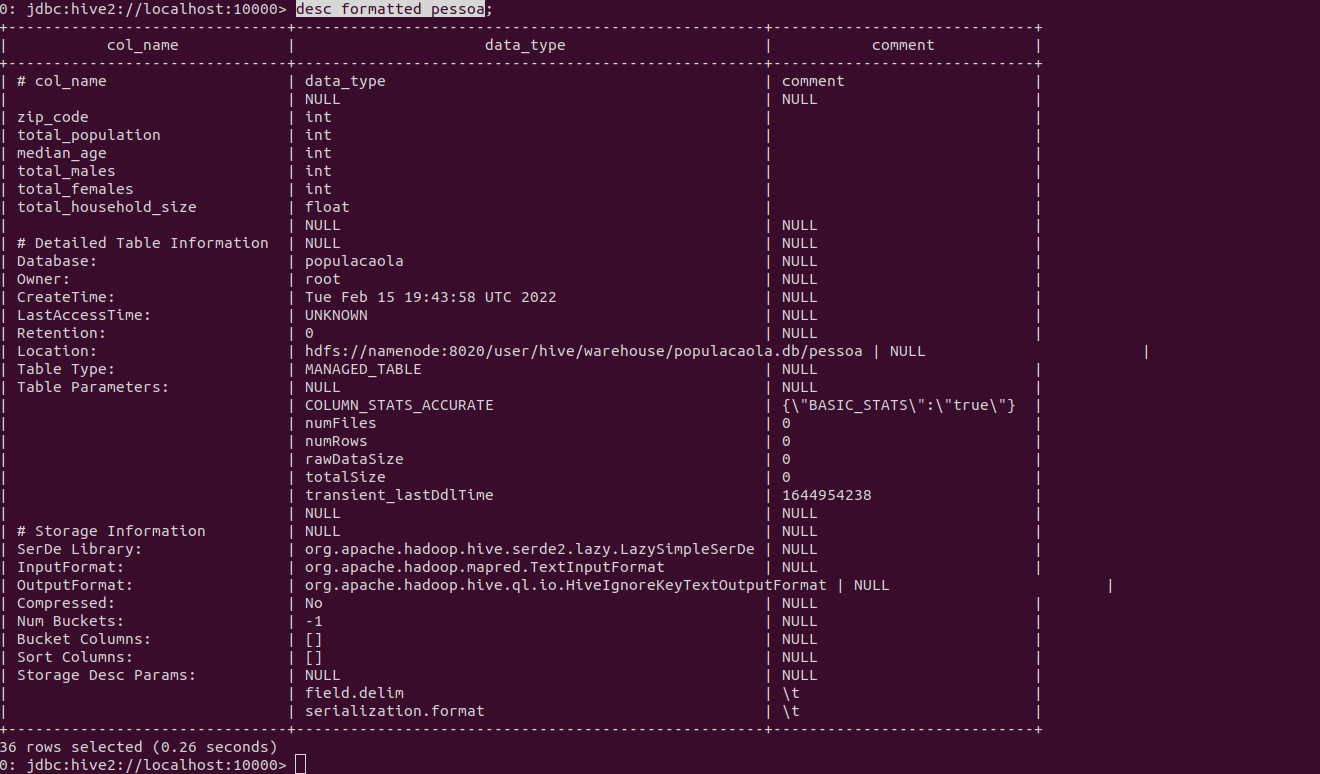 0: jdbc:hive2://localhost:10000> desc formatted pessoa;
+-------------------------------+----------------------------------------------------+-----------------------------+
| col_name | data_type | comment |
+-------------------------------+----------------------------------------------------+-----------------------------+
| # col_name | data_type | comment |
| | NULL | NULL |
| zip_code | int | |
| total_population | int | |
| median_age | int | |
| total_males | int | |
| total_females | int | |
| total_household_size | float | |
| | NULL | NULL |
| # Detailed Table Information | NULL | NULL |
| Database: | populacaola | NULL |
| Owner: | root | NULL |
| CreateTime: | Tue Feb 15 19:43:58 UTC 2022 | NULL |
| LastAccessTime: | UNKNOWN | NULL |
| Retention: | 0 | NULL |
| Location: | hdfs://namenode:8020/user/hive/warehouse/populacaola.db/pessoa | NULL |
| Table Type: | MANAGED_TABLE | NULL |
| Table Parameters: | NULL | NULL |
| | COLUMN_STATS_ACCURATE | {\"BASIC_STATS\":\"true\"} |
| | numFiles | 0 |
| | numRows | 0 |
| | rawDataSize | 0 |
| | totalSize | 0 |
| | transient_lastDdlTime | 1644954238 |
| | NULL | NULL |
| # Storage Information | NULL | NULL |
| SerDe Library: | org.apache.hadoop.hive.serde2.lazy.LazySimpleSerDe | NULL |
| InputFormat: | org.apache.hadoop.mapred.TextInputFormat | NULL |
| OutputFormat: | org.apache.hadoop.hive.ql.io.HiveIgnoreKeyTextOutputFormat | NULL |
| Compressed: | No | NULL |
| Num Buckets: | -1 | NULL |
| Bucket Columns: | [] | NULL |
| Sort Columns: | [] | NULL |
| Storage Desc Params: | NULL | NULL |
| | field.delim | \t |
| | serialization.format | \t |
+-------------------------------+----------------------------------------------------+-----------------------------+
36 rows selected (0.26 seconds)
0: jdbc:hive2://localhost:10000>